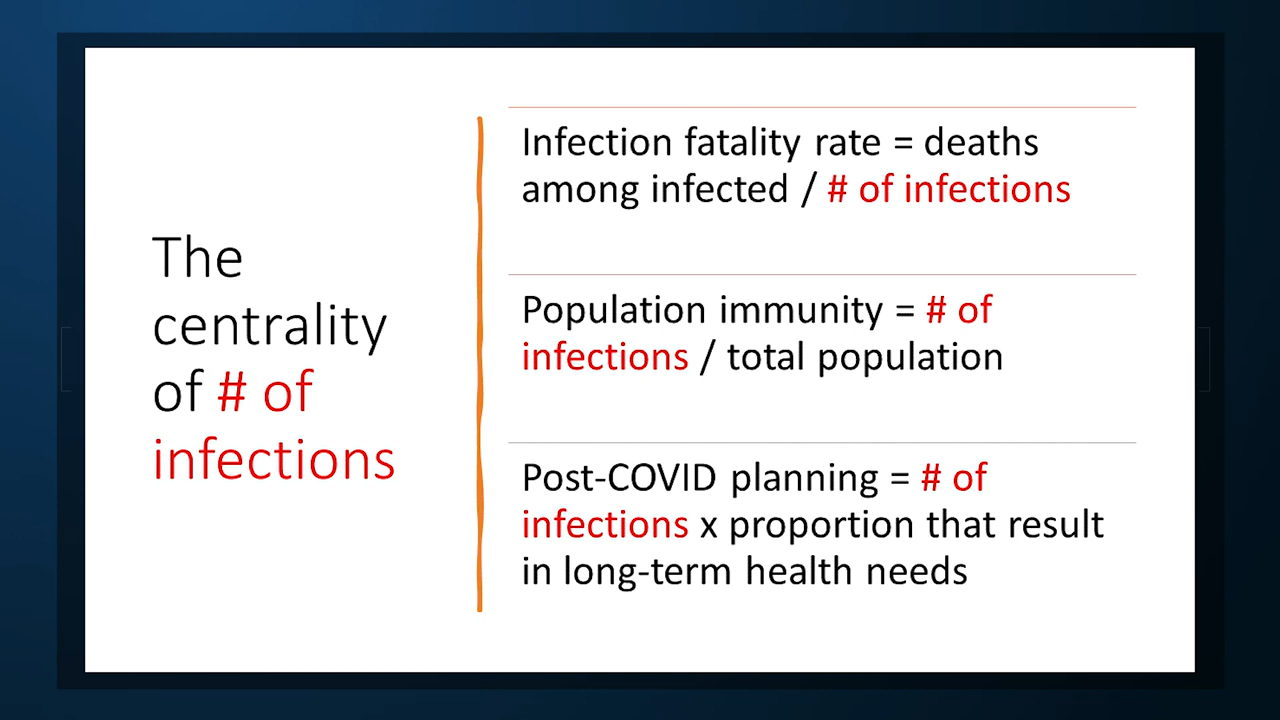 The
centrality
of # of
infections
Infection fatality rate = deaths
among infected / # of infections
Population immunity = # of
infections / total population
Post-COVID planning = # of
infections x proportion that result
in long-term health needs